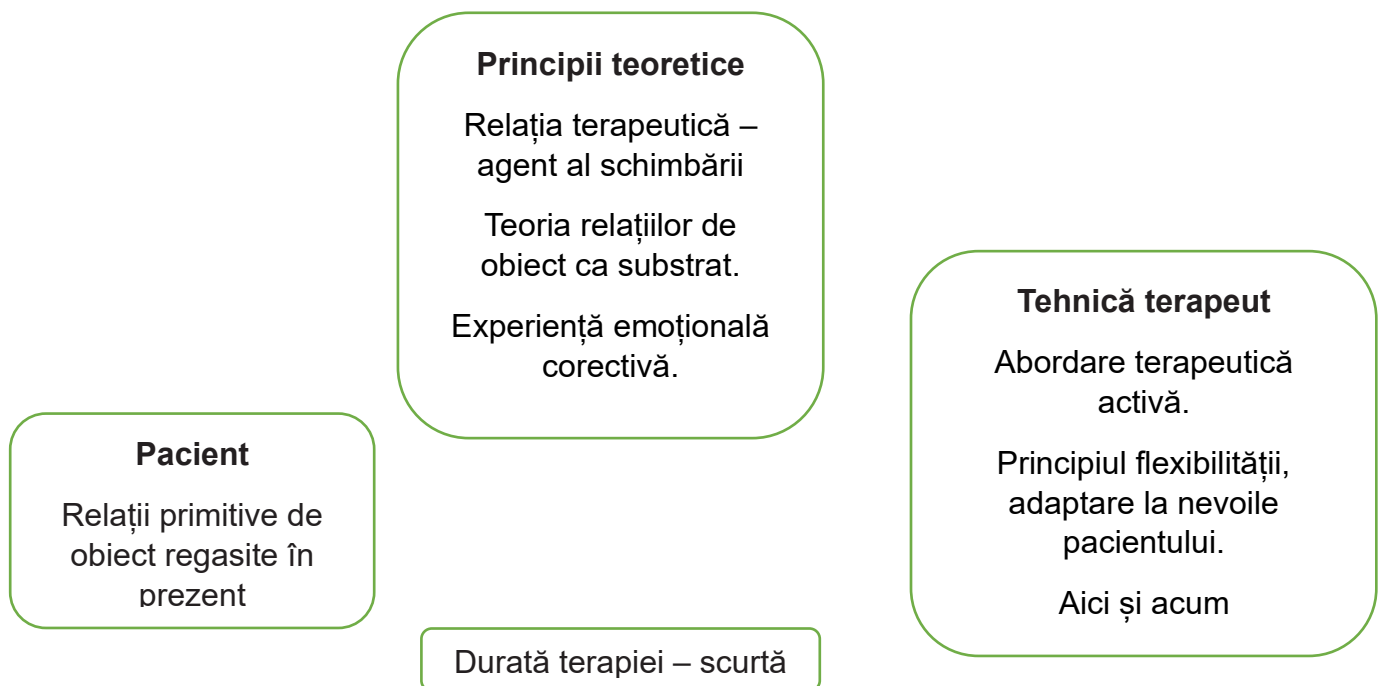 Principii teoretice
Relația terapeutică –
agent al schimbării
Teoria relațiilor de
obiect ca substrat.
Experiență emoțională
corectivă.
Tehnică terapeut
Abordare terapeutică
activă.
Principiul flexibilității,
adaptare la nevoile
pacientului.
Aici și acum
Pacient
Relații primitive de
obiect regasite în
prezent
Durată terapiei – scurtă